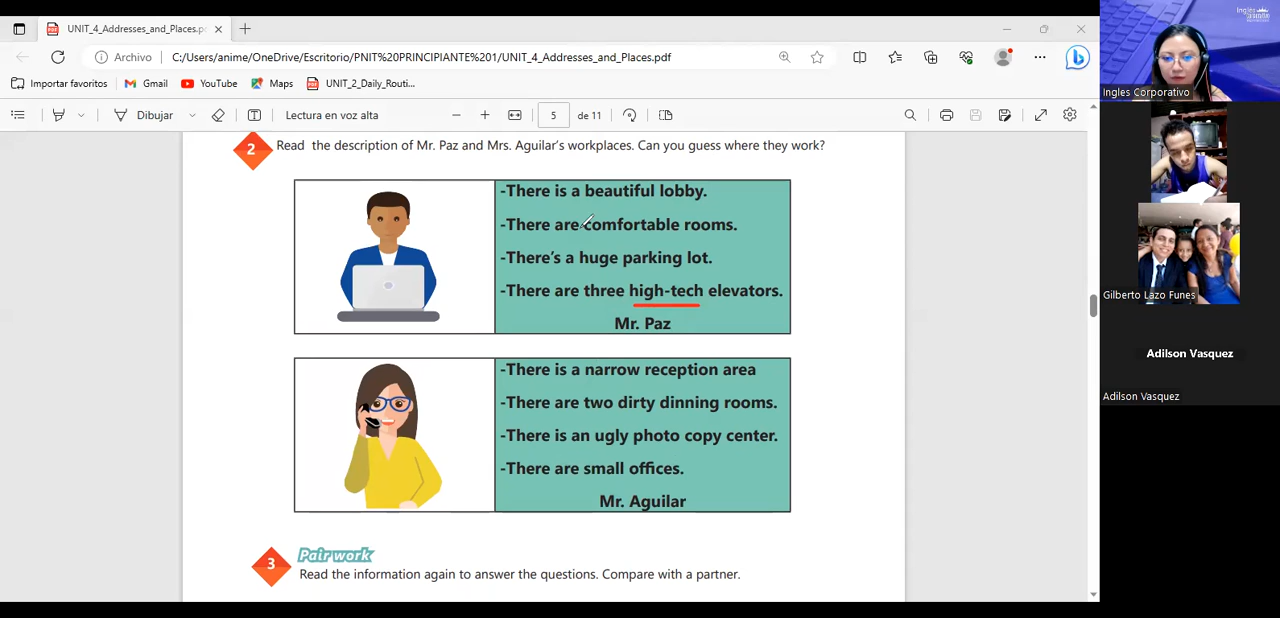 UNIT_4_Addresses_and_Places.pd
Archivo
C:/Users/anime/OneDrive/Escritorio/PNIT%20PRINCIPIANTE%201/UNIT_4_Addresses_and_Places.pdf
Importar favoritos
Gmail
YouTube
Maps
UNIT_2_Daily_Routi...
Dibujar
Lectura en voz alta
5
de 11
2
Read the description of Mr. Paz and Mrs. Aguilar's workplaces. Can you guess where they work?
-There is a beautiful lobby.
-There are comfortable rooms.
-There's a huge parking lot.
-There are three high-tech elevators.
Mr. Paz
-There is a narrow reception area
-There are two dirty dinning rooms.
-There is an ugly photo copy center.
-There are small offices.
Mr. Aguilar
3
Pair work
Read the information again to answer the questions. Compare with a partner.
Ingles Corporativo
Gilberto Lazo Funes
Adilson Vasquez
Adilson Vasquez